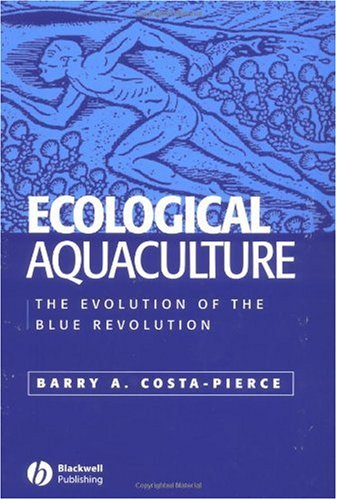 ECOLOGICAL
AQUACULTURE
THE EVOLUTION OF THE
BLUE REVOLUTION
BARRY A. COSTA-PIERCE
Blackwell
Publishing